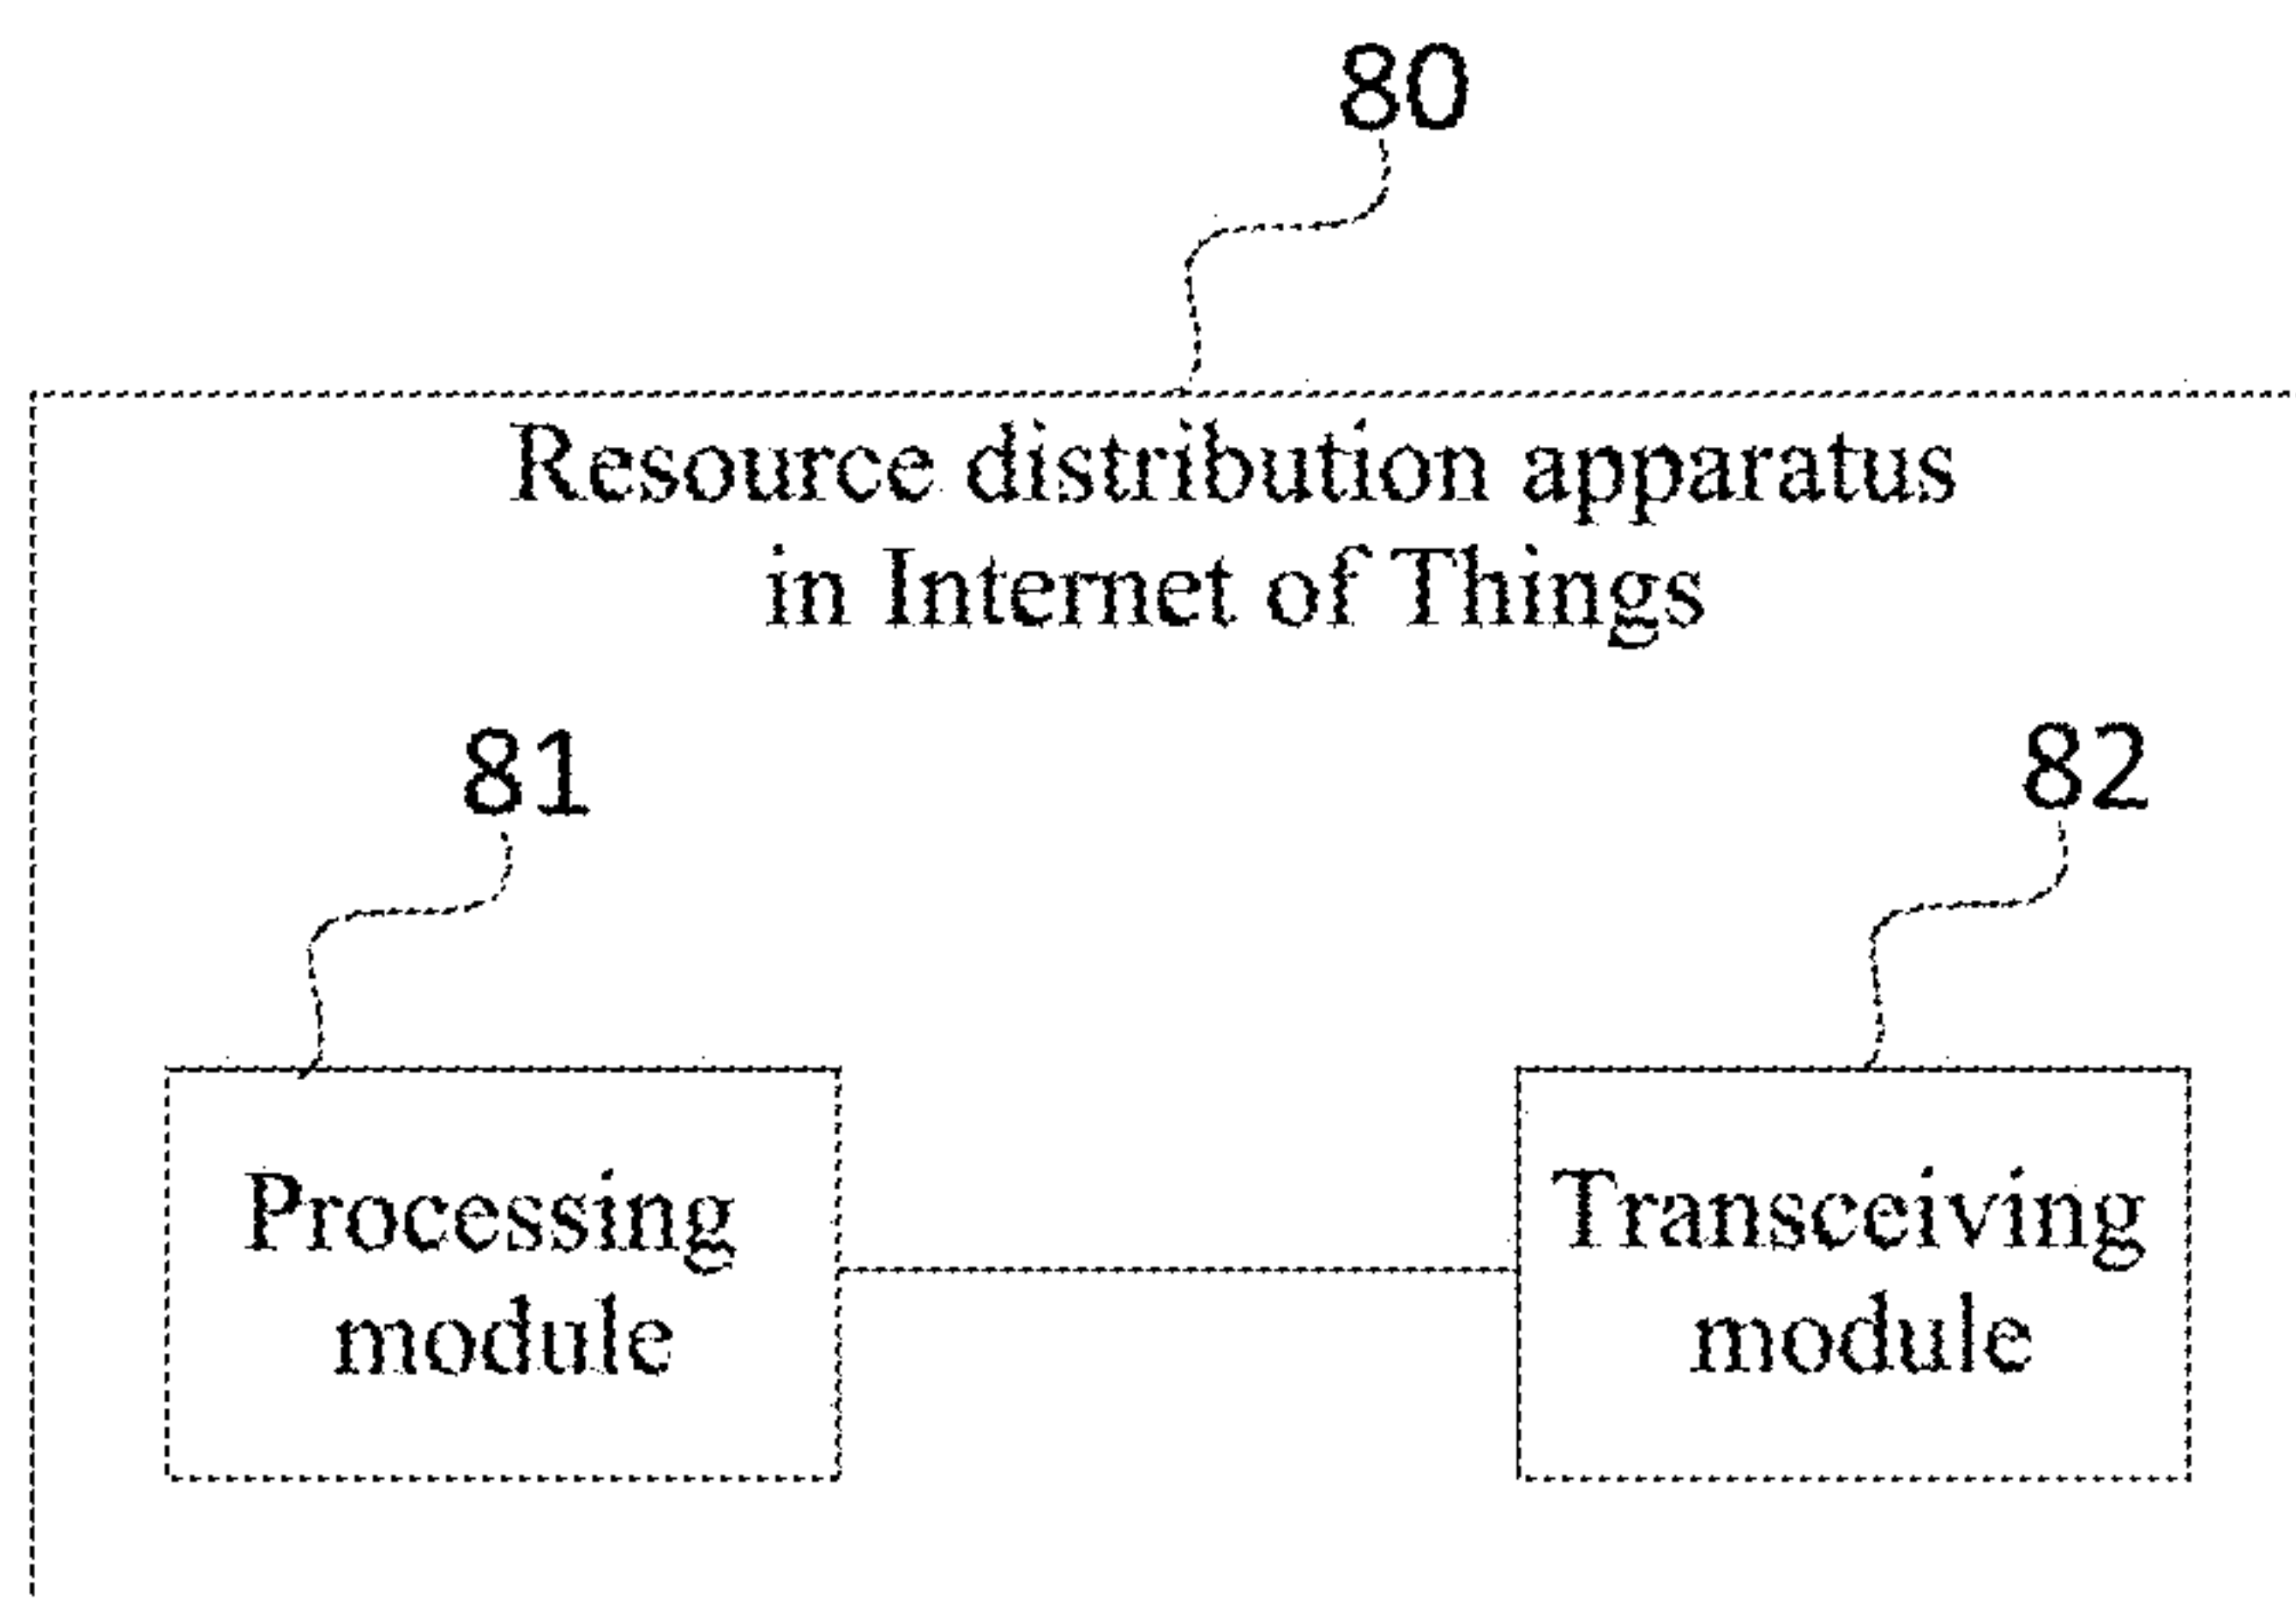 80
Resource distribution apparatus
in Internet of Things
81
82
Processing
module
Transceiving
module